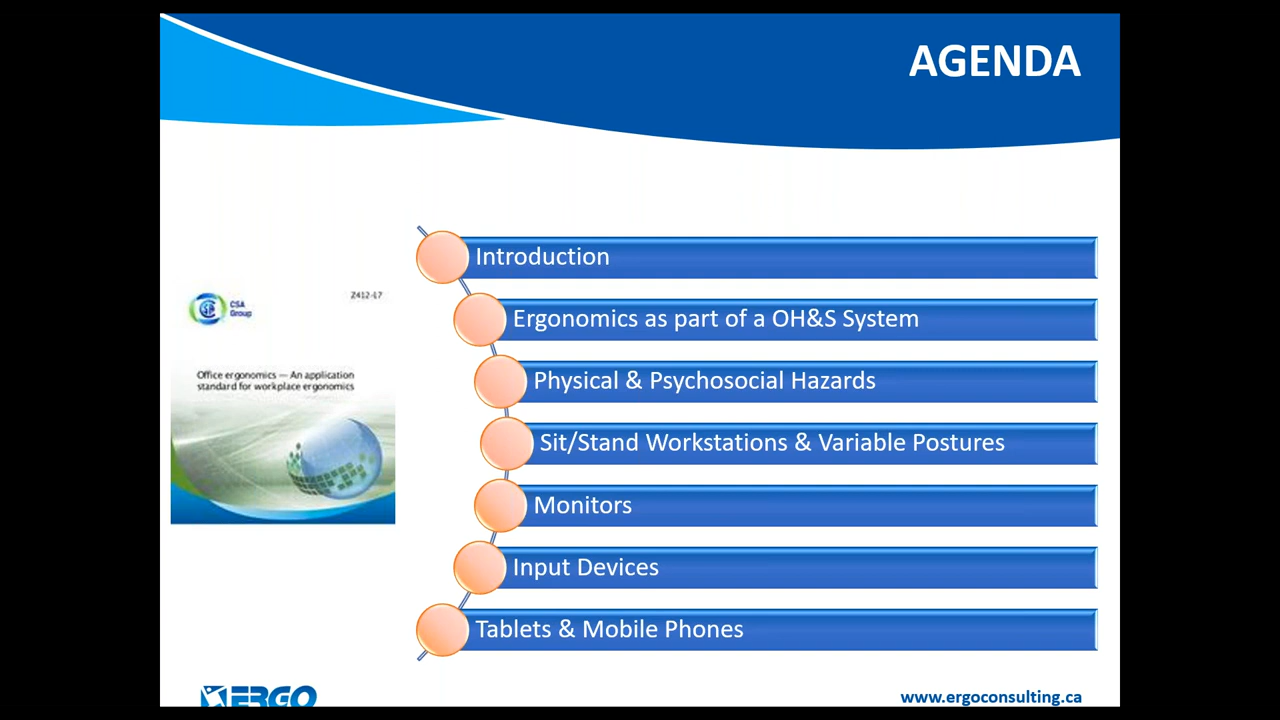 AGENDA
Introduction
Ergonomics as part of a OH&S System
Physical & Psychosocial Hazards
Sit/Stand Workstations & Variable Postures
Monitors
Input Devices
Tablets & Mobile Phones
CSA
Group
Z412-17
Office ergonomics — An application
standard for workplace ergonomics
ERGO
www.ergoconsulting.ca